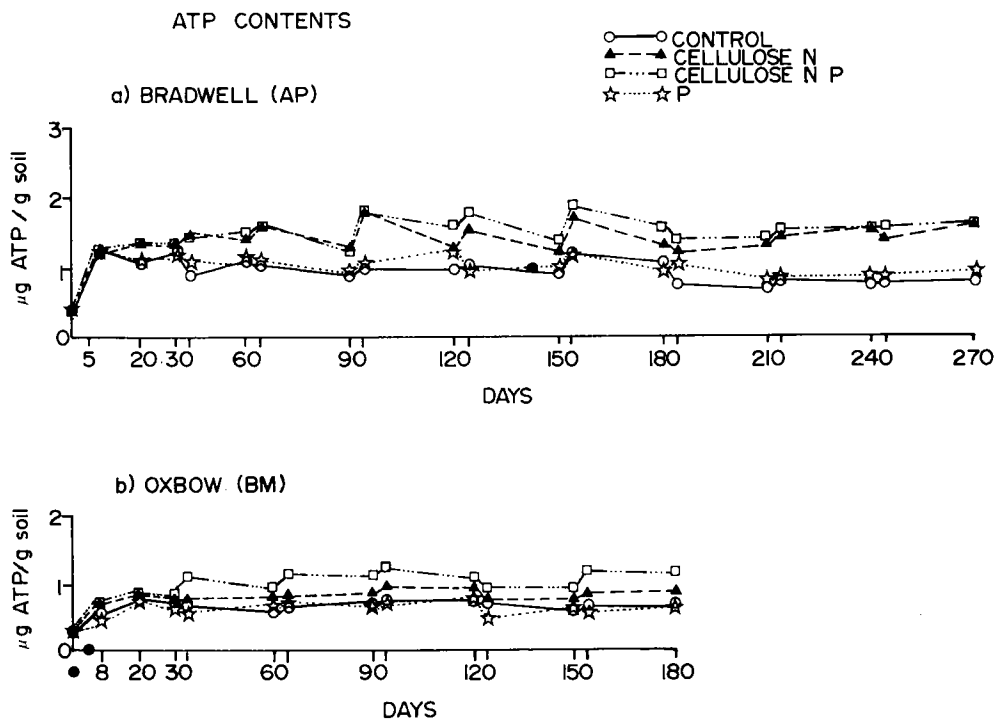 ATP CONTENTS
CONTROL
CELLULOSE N
CELLULOSE N P
P
a) BRADWELL (AP)
3
2
1
0
µg ATP/g soil
5 20 30 60 90 120 150 180 210 240 270
DAYS
b) OXBOW (BM)
2
1
0
µg ATP/g soil
8 20 30 60 90 120 150 180
DAYS